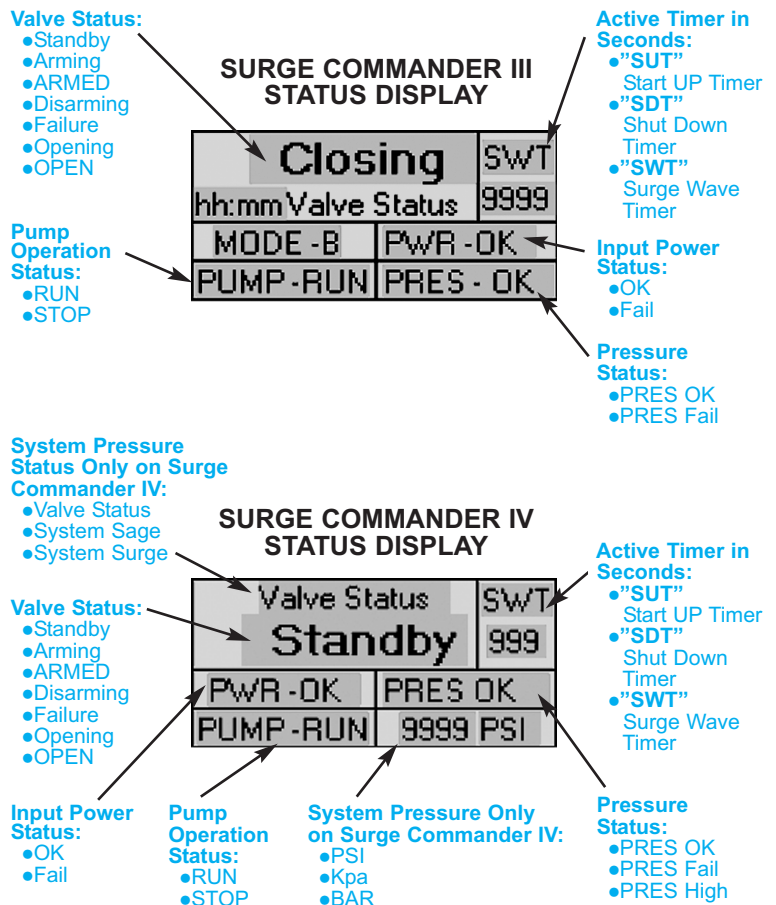 Valve Status:
●Standby
●Arming
●ARMED
●Disarming
●Failure
●Opening
●OPEN
Pump
Operation
Status:
●RUN
●STOP
SURGE COMMANDER III
STATUS DISPLAY
Closing
SWT
hh:mm Valve Status
9999
MODE -B
PWR -OK
PUMP -RUN
PRES - OK
Active Timer in
Seconds:
●”SUT”
Start UP Timer
●”SDT”
Shut Down
Timer
●”SWT”
Surge Wave
Timer
Input Power
Status:
●OK
●Fail
Pressure
Status:
●PRES OK
●PRES Fail
System Pressure
Status Only on Surge
Commander IV:
●Valve Status
●System Sage
●System Surge
Valve Status:
●Standby
●Arming
●ARMED
●Disarming
●Failure
●Opening
●OPEN
SURGE COMMANDER IV
STATUS DISPLAY
Valve Status
SWT
Standby
999
PWR -OK
PRES OK
PUMP -RUN
9999 PSI
Active Timer in
Seconds:
●”SUT”
Start UP Timer
●”SDT”
Shut Down
Timer
●”SWT”
Surge Wave
Timer
Input Power
Status:
●OK
●Fail
Pump
Operation
Status:
●RUN
●STOP
System Pressure Only
on Surge Commander IV:
●PSI
●Kpa
●BAR
Pressure
Status:
●PRES OK
●PRES Fail
●PRES High